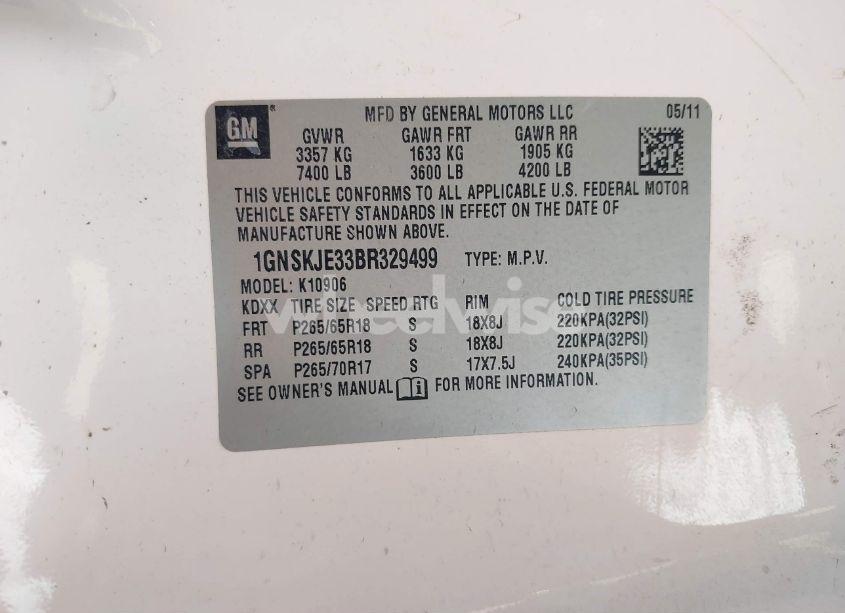 GM ® MFD BY GENERAL MOTORS LLC 05/11
GVWR GAWR FRT GAWR RR
3357 KG 1633 KG 1905 KG
7400 LB 3600 LB 4200 LB
THIS VEHICLE CONFORMS TO ALL APPLICABLE U.S. FEDERAL MOTOR
VEHICLE SAFETY STANDARDS IN EFFECT ON THE DATE OF
MANUFACTURE SHOWN ABOVE.
1GNSKJE33BR329499 TYPE: M.P.V.
MODEL: K10906
KDXX TIRE SIZE SPEED RTG RIM COLD TIRE PRESSURE
FRT P265/65R18 S 18X8J 220KPA(32PSI)
RR P265/65R18 S 18X8J 220KPA(32PSI)
SPA P265/70R17 S 17X7.5J 240KPA(35PSI)
SEE OWNER'S MANUAL i FOR MORE INFORMATION.
wheelwise